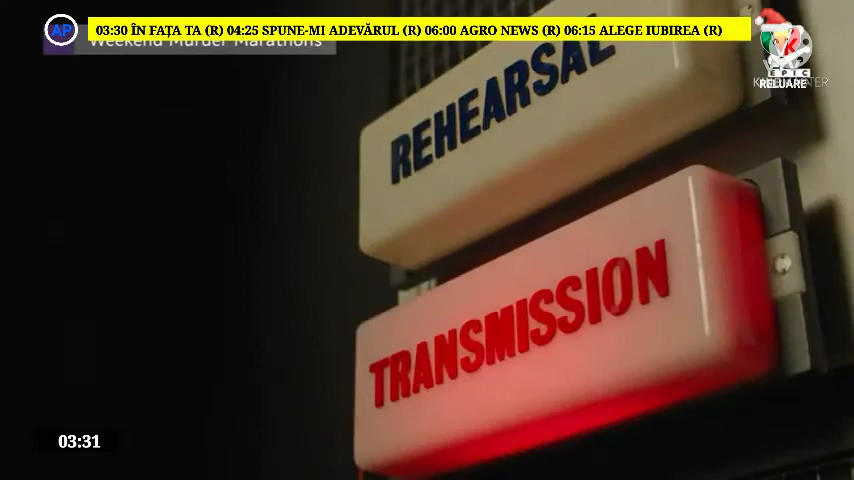 AP
03:30 ÎN FAȚA TA (R) 04:25 SPUNE-MI ADEVĂRUL (R) 06:00 AGRO NEWS (R) 06:15 ALEGE IUBIREA (R)
Weekend Murder Marathons
EPIC
RELUARE
REHEARSAL
TRANSMISSION
03:31